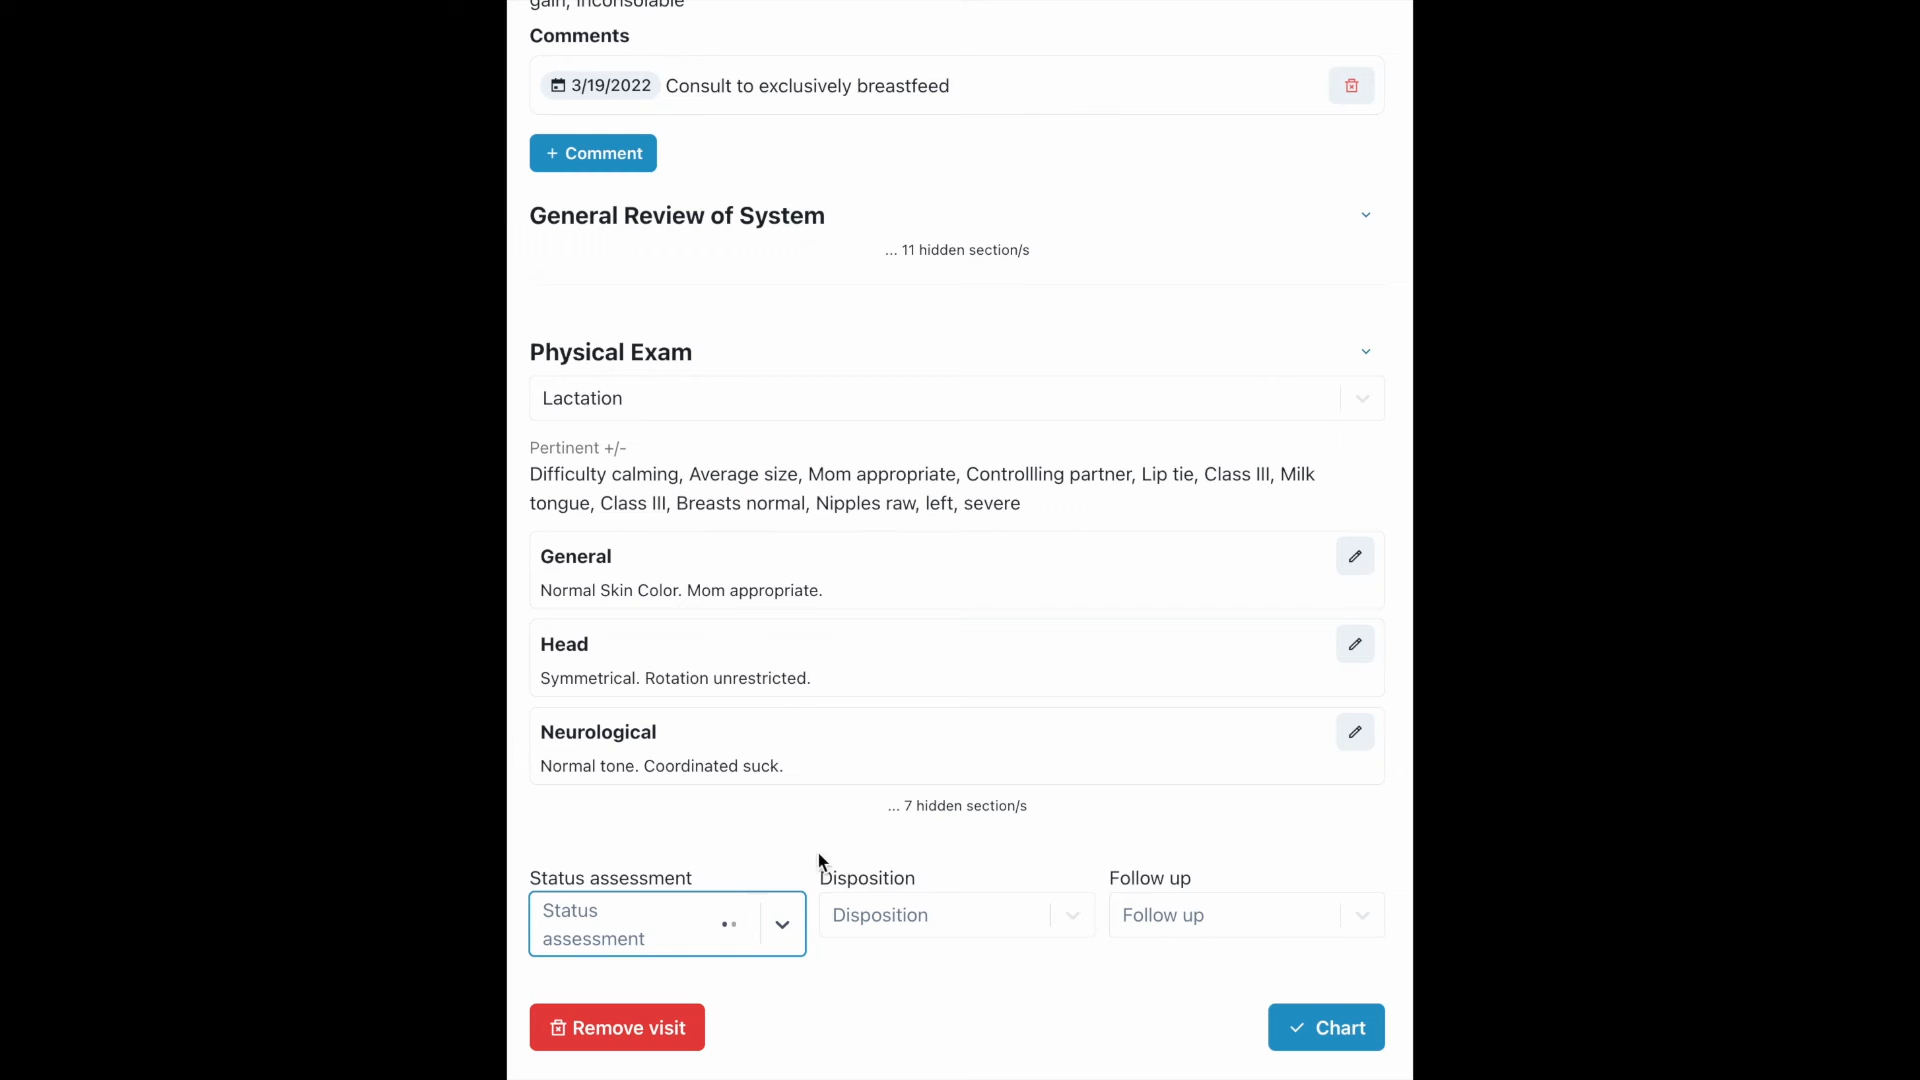 gain, inconsolable
Comments
3/19/2022 Consult to exclusively breastfeed
+ Comment
General Review of System
... 11 hidden section/s
Physical Exam
Lactation
Pertinent +/-
Difficulty calming, Average size, Mom appropriate, Controllling partner, Lip tie, Class III, Milk
tongue, Class III, Breasts normal, Nipples raw, left, severe
General
Normal Skin Color. Mom appropriate.
Head
Symmetrical. Rotation unrestricted.
Neurological
Normal tone. Coordinated suck.
... 7 hidden section/s
Status assessment Disposition Follow up
Status
assessment
Disposition Follow up
Remove visit Chart